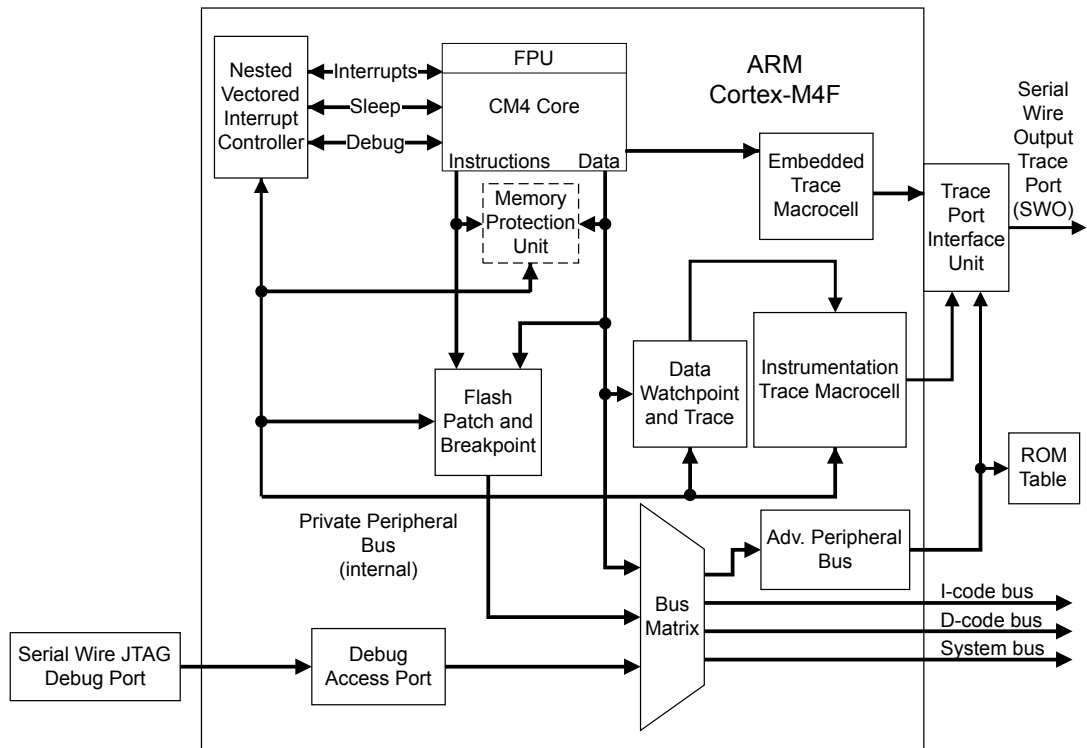 FPU
ARM
Cortex-M4F
Nested
Vectored
Interrupt
Controller
Interrupts
Sleep
Debug
CM4 Core
Instructions
Data
Serial
Wire
Output
Trace
Port
(SWO)
Embedded
Trace
Macrocell
Trace
Port
Interface
Unit
Memory
Protection
Unit
Flash
Patch and
Breakpoint
Data
Watchpoint
and Trace
Instrumentation
Trace Macrocell
ROM
Table
Private Peripheral
Bus
(internal)
Adv. Peripheral
Bus
Bus
Matrix
I-code bus
D-code bus
System bus
Serial Wire JTAG
Debug Port
Debug
Access Port